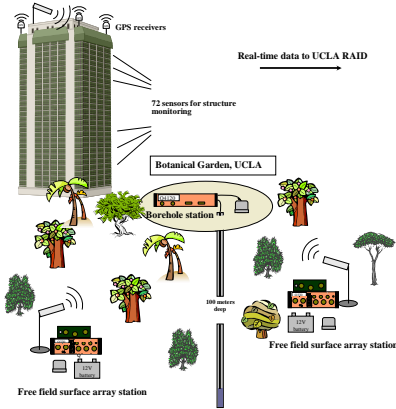 GPS receivers
Real-time data to UCLA RAID
72 sensors for structure
monitoring
Botanical Garden, UCLA
Borehole station
100 meters
deep
12V
battery
Free field surface array station
12V
battery
Free field surface array station